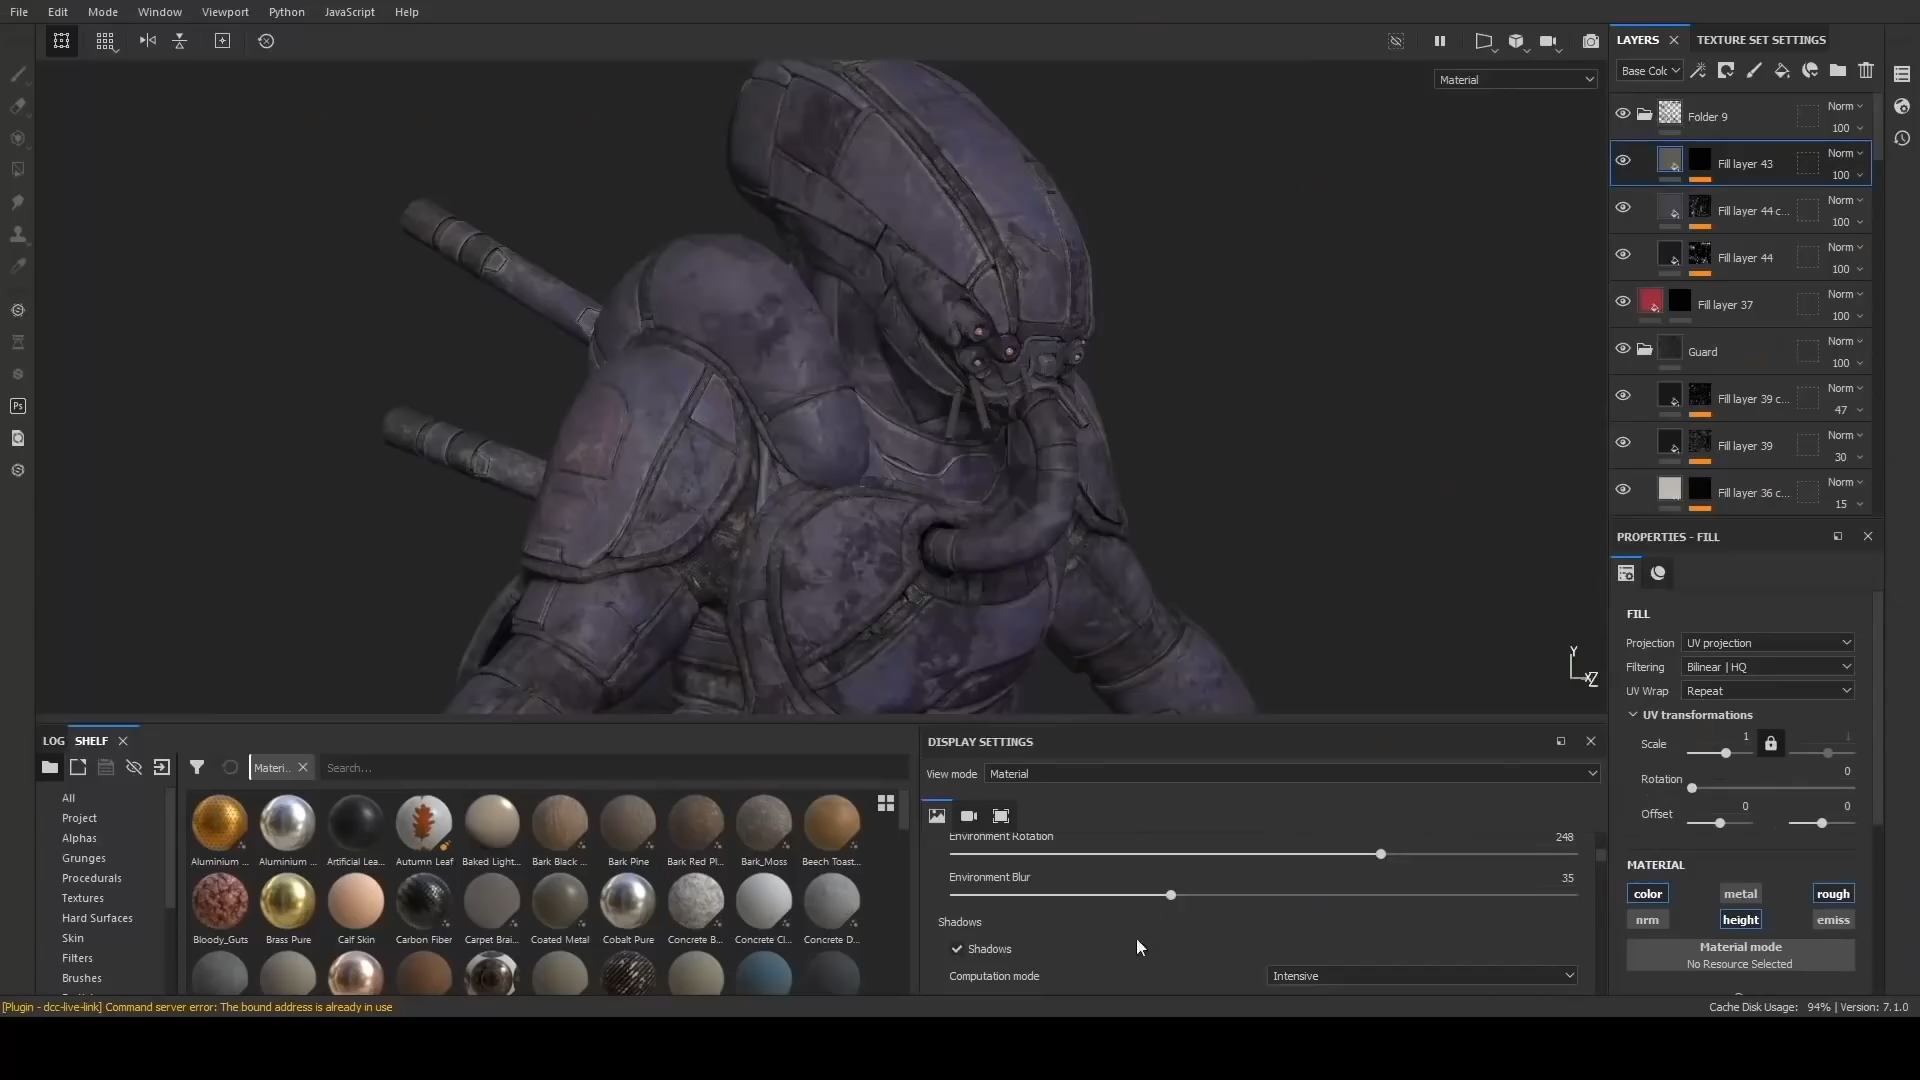 File Edit Mode Window Viewport Python JavaScript Help
Material
LAYERS TEXTURE SET SETTINGS
Base Colc
Folder 9 Norm 100
Fill layer 43 Norm 100
Fill layer 44 c... Norm 100
Fill layer 44 Norm 100
Fill layer 37 Norm 100
Guard Norm 100
Fill layer 39 c... Norm 47
Fill layer 39 Norm 30
Fill layer 36 c... Norm 15
Ps
Y
Z
PROPERTIES - FILL
FILL
Projection UV projection
Filtering Bilinear | HQ
UV Wrap Repeat
UV transformations
Scale 1
Rotation 0
Offset 0 0
MATERIAL
color metal rough
nrm height emiss
Material mode
No Resource Selected
LOG SHELF
Materi.. Search...
All
Project
Alphas
Grunges
Procedurals
Textures
Hard Surfaces
Skin
Filters
Brushes
Aluminium ... Aluminium ... Artificial Lea... Autumn Leaf Baked Light... Bark Black ... Bark Pine Bark Red Pl... Bark_Moss Beech Toast...
Bloody_Guts Brass Pure Calf Skin Carbon Fiber Carpet Brai... Coated Metal Cobalt Pure Concrete B... Concrete Cl... Concrete D...
DISPLAY SETTINGS
View mode Material
Environment Rotation 248
Environment Blur 35
Shadows
Shadows
Computation mode Intensive
[Plugin - dcc-live-link] Command server error: The bound address is already in use
Cache Disk Usage: 94% | Version: 7.1.0